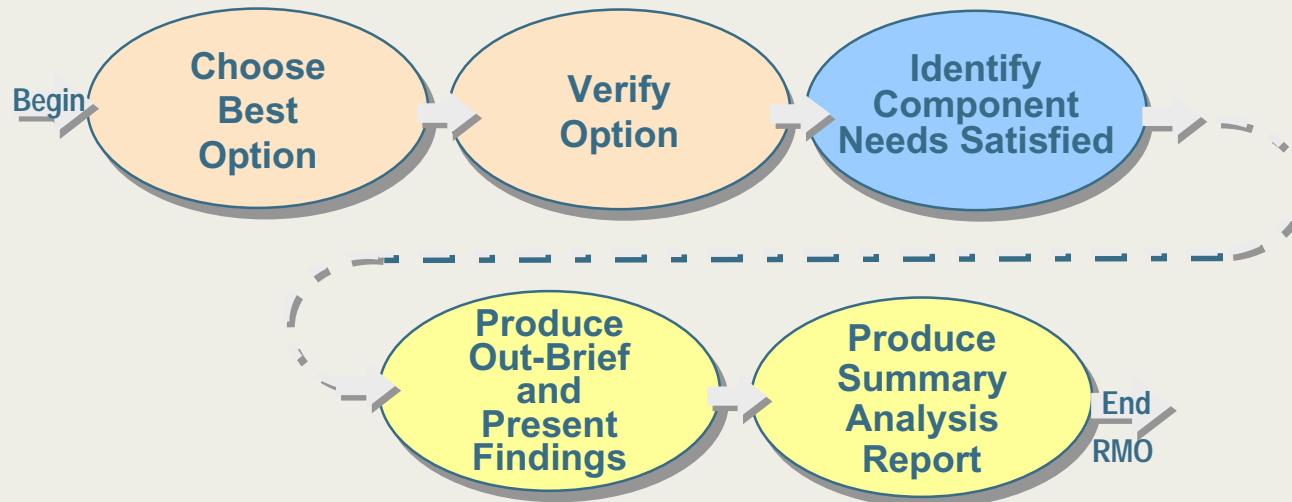 Begin
Choose
Best
Option
Verify
Option
Identify
Component
Needs Satisfied
Produce
Out-Brief
and
Present
Findings
Produce
Summary
Analysis
Report
End
RMO